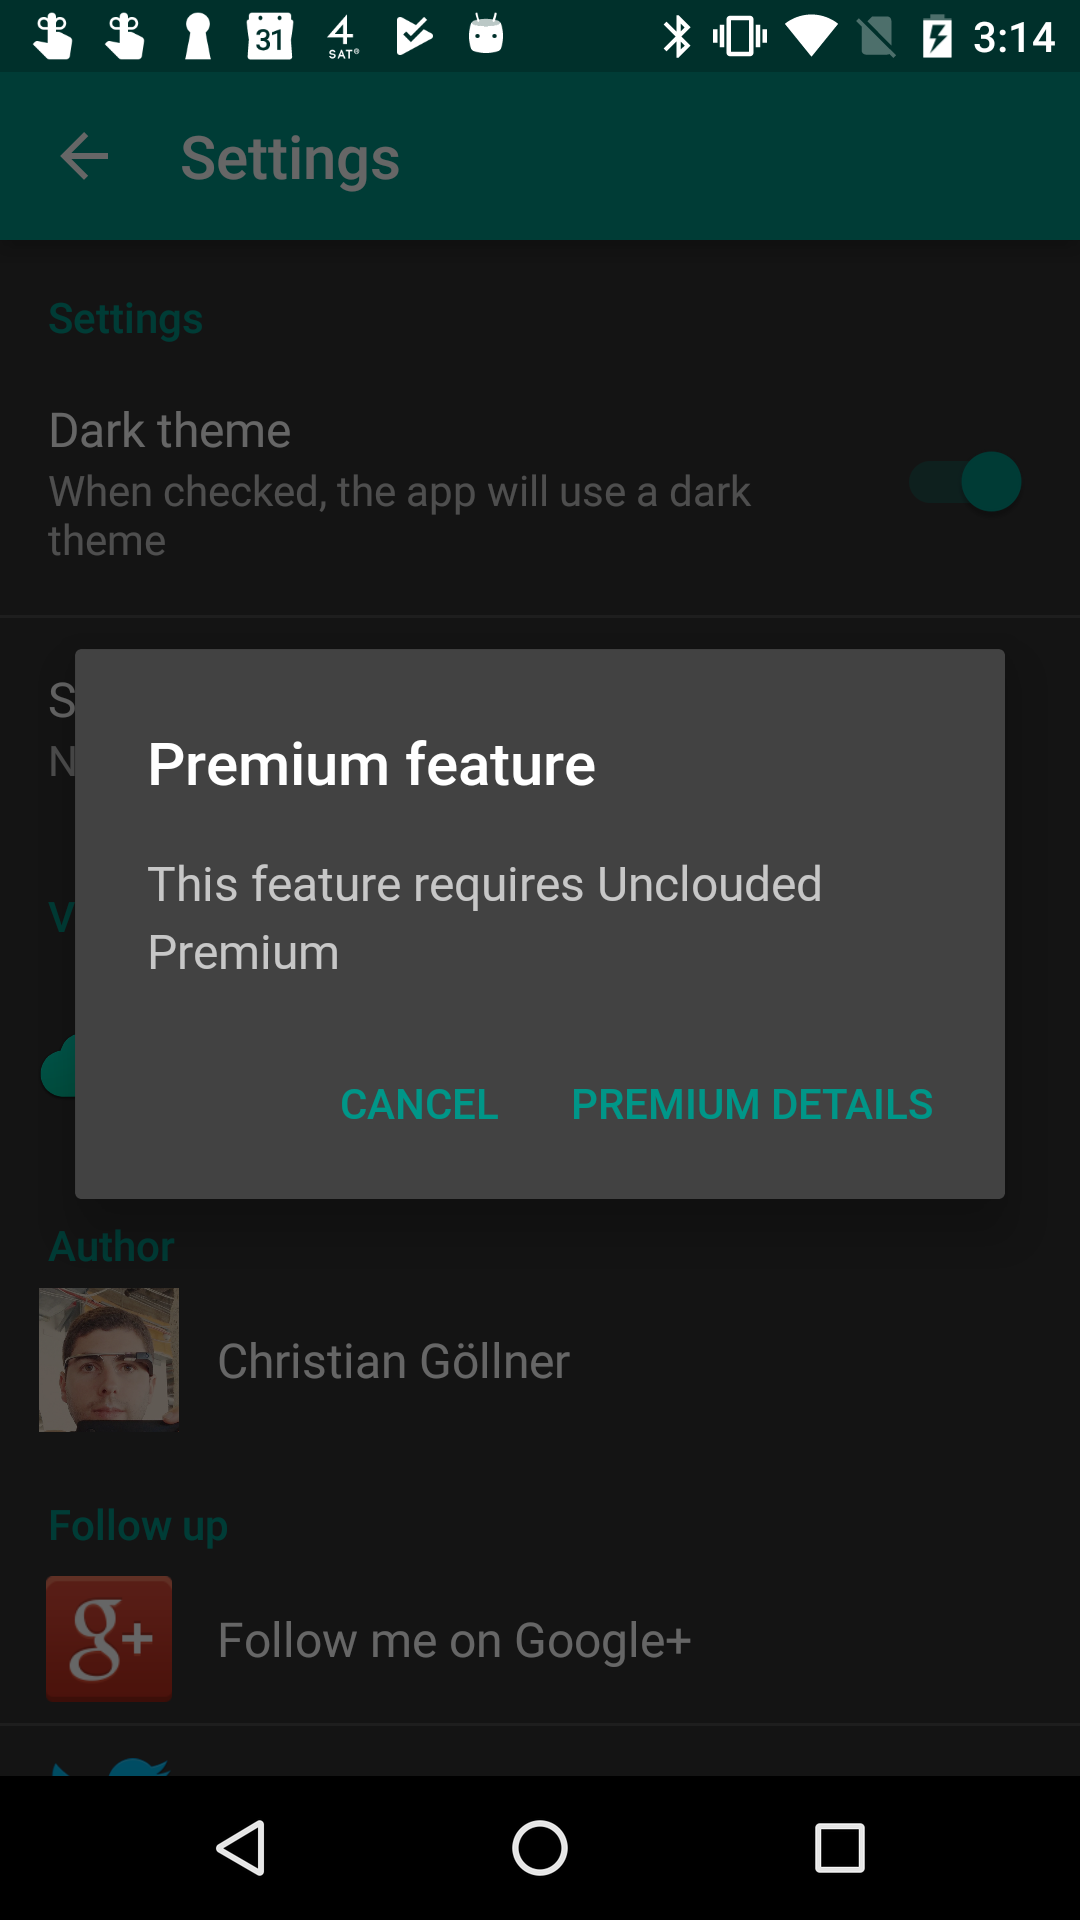 31
4
SAT®
3:14
Settings
Settings
Dark theme
When checked, the app will use a dark
theme
S
N
V
Premium feature
This feature requires Unclouded
Premium
CANCEL
PREMIUM DETAILS
Author
Christian Göllner
Follow up
g+
Follow me on Google+